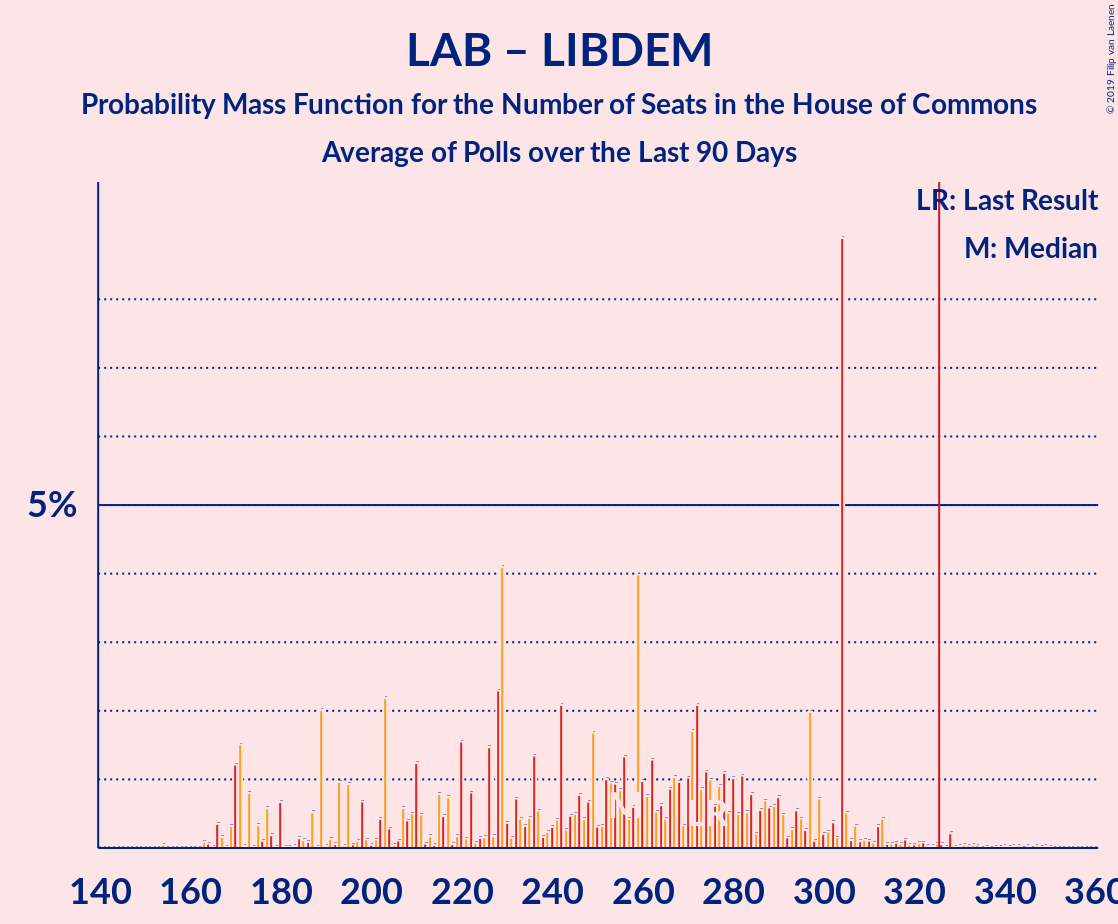 LAB – LIBDEM
Probability Mass Function for the Number of Seats in the House of Commons
Average of Polls over the Last 90 Days
© 2019 Filip van Laenen
LR: Last Result
M: Median
5%
M
LR
140 160 180 200 220 240 260 280 300 320 340 360